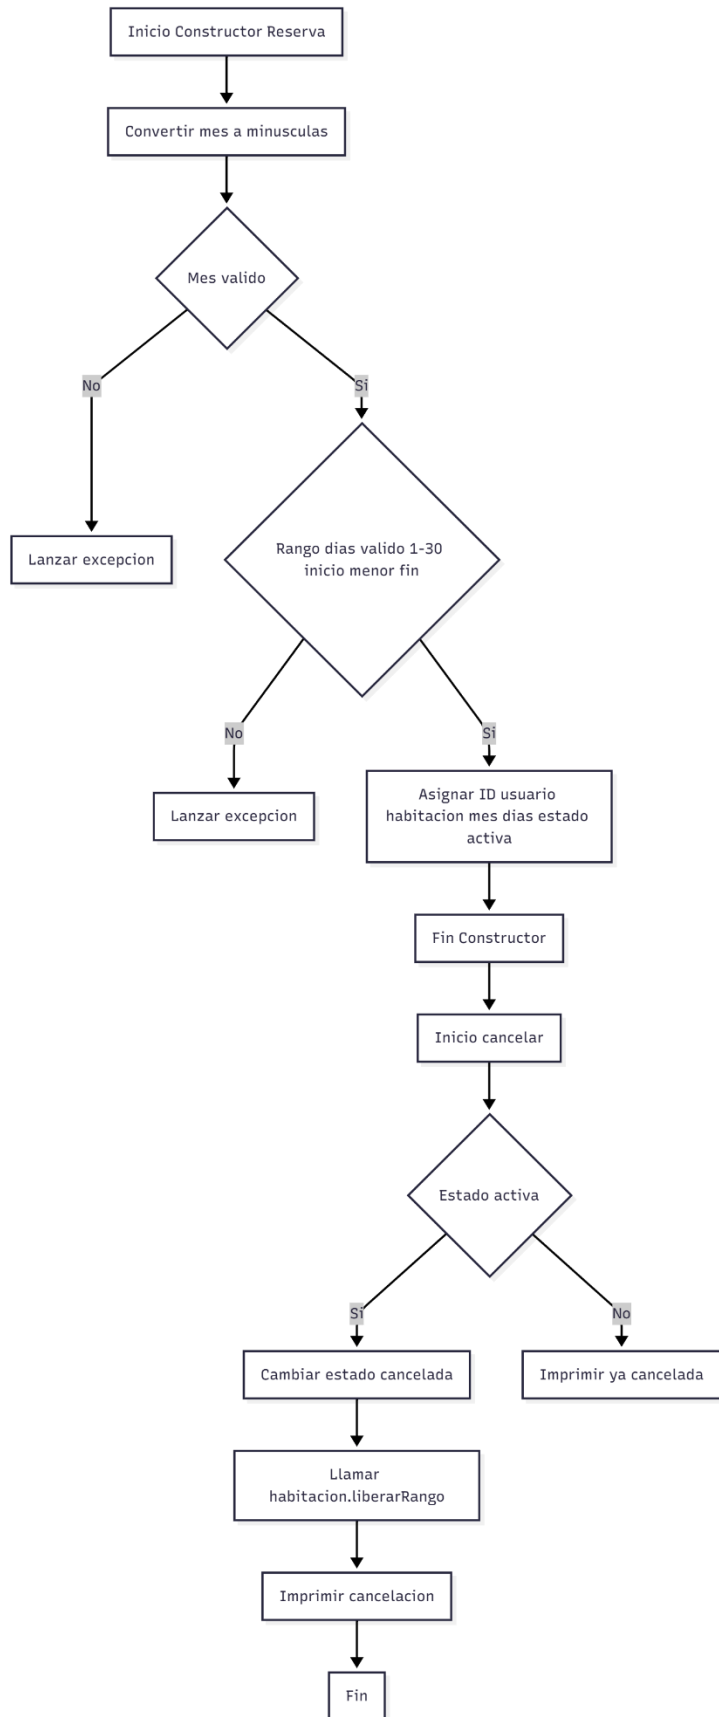 Inicio Constructor Reserva
Convertir mes a minusculas
Mes valido
No
Si
Rango dias valido 1-30
inicio menor fin
Lanzar excepcion
No
Si
Lanzar excepcion
Asignar ID usuario
habitacion mes dias estado
activa
Fin Constructor
Inicio cancelar
Estado activa
Si
No
Cambiar estado cancelada
Imprimir ya cancelada
Llamar
habitacion.liberarRango
Imprimir cancelacion
Fin